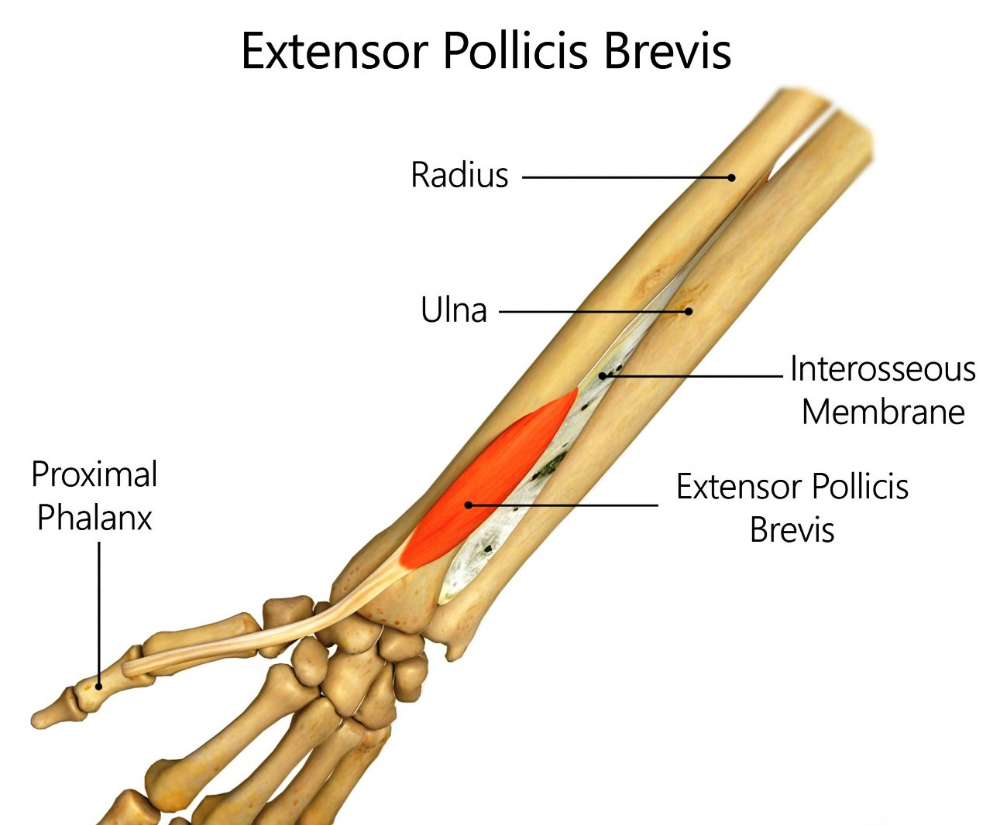 Extensor Pollicis Brevis
Radius
Ulna
Interosseous
Membrane
Proximal
Phalanx
Extensor Pollicis
Brevis